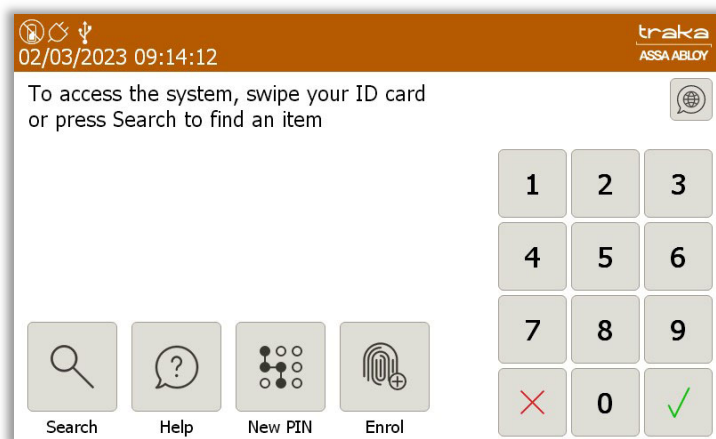 02/03/2023 09:14:12
traka
ASSA ABLOY
To access the system, swipe your ID card
or press Search to find an item
1 2 3
4 5 6
7 8 9
0
?
Search Help New PIN Enrol